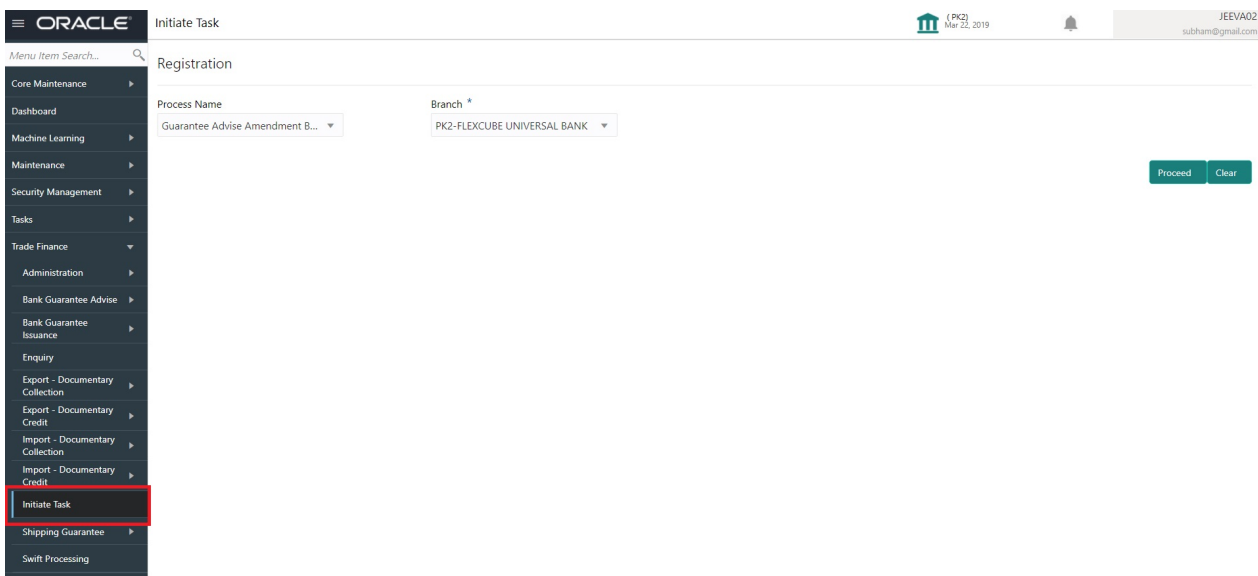 ORACLE
Initiate Task
( PK2)
Mar 22, 2019
JEEVA02
subham@gmail.com
Menu Item Search...
Registration
Core Maintenance
Dashboard
Machine Learning
Maintenance
Security Management
Tasks
Trade Finance
Administration
Bank Guarantee Advise
Bank Guarantee
Issuance
Enquiry
Export - Documentary
Collection
Export - Documentary
Credit
Import - Documentary
Collection
Import - Documentary
Credit
Initiate Task
Shipping Guarantee
Swift Processing
Process Name
Guarantee Advise Amendment B...
Branch *
PK2-FLEXCUBE UNIVERSAL BANK
Proceed
Clear